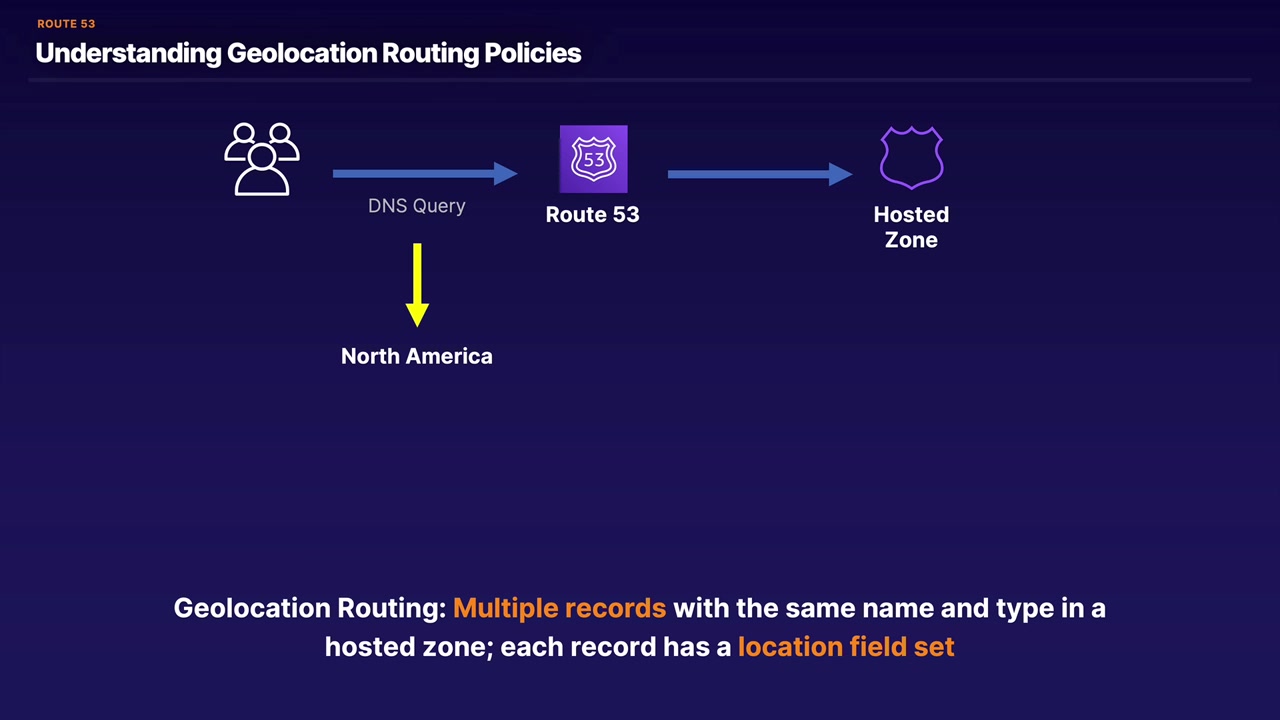 ROUTE 53
Understanding Geolocation Routing Policies
53
DNS Query
Route 53
Hosted
Zone
North America
Geolocation Routing: Multiple records with the same name and type in a
hosted zone; each record has a location field set